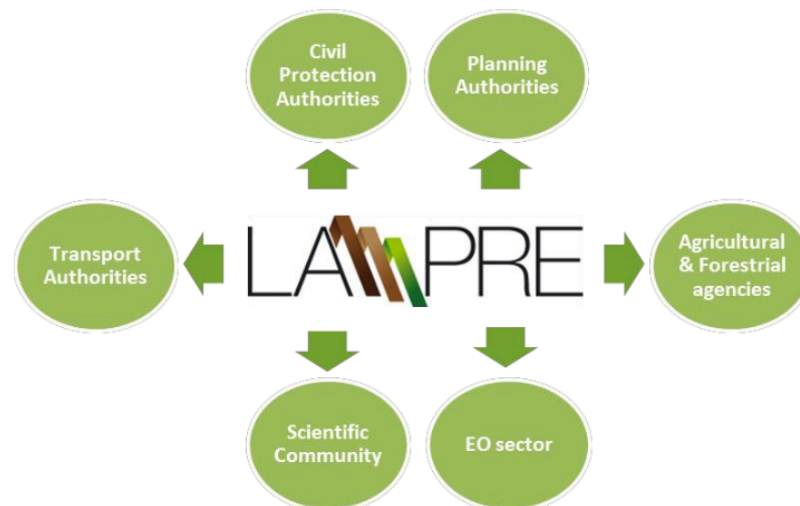 Civil
Protection
Authorities
Planning
Authorities
Transport
Authorities
LAMPRE
Agricultural
& Forestrial
agencies
Scientific
Community
EO sector